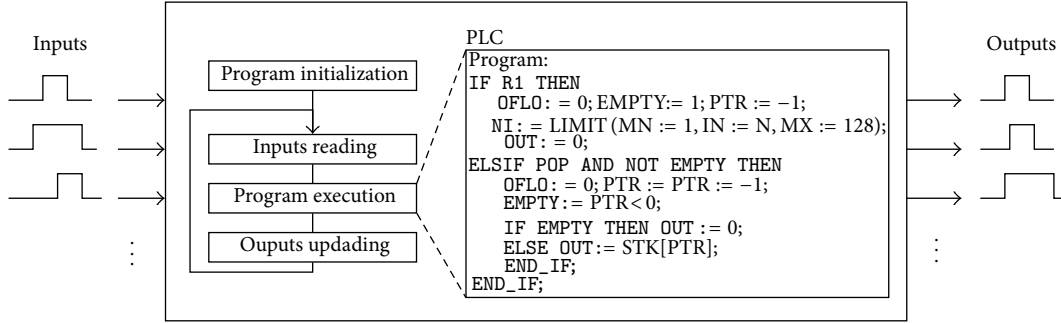 Inputs
Program initialization
Inputs reading
Program execution
Ouputs updading
PLC
Program:
IF R1 THEN
OFLO: = 0; EMPTY:= 1; PTR := −1;
NI: = LIMIT (MN := 1, IN := N, MX := 128);
OUT: = 0;
ELSIF POP AND NOT EMPTY THEN
OFLO: = 0; PTR := PTR := −1;
EMPTY:= PTR<0;
IF EMPTY THEN OUT := 0;
ELSE OUT:= STK[PTR];
END_IF;
END_IF;
Outputs